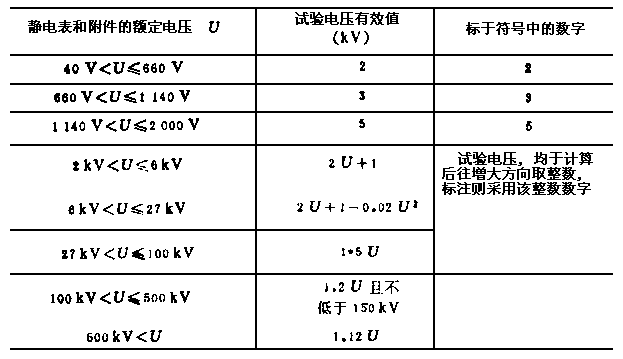 静电表和附件的额定电压 U
试验电压有效值
(kV)
标于符号中的数字
40 V<U≤660 V
2
2
660 V<U≤1 140 V
3
3
1 140 V<U≤2 000 V
5
5
2 kV<U≤6 kV
2 U+1
试验电压,均于计算
后往增大方向取整数,
标注则采用该整数数字
6 kV<U≤27 kV
2 U+1-0.02 U²
27 kV<U≤100 kV
1.5 U
100 kV<U≤500 kV
1.2 U 且不
低于 150 kV
500 kV<U
1.12 U